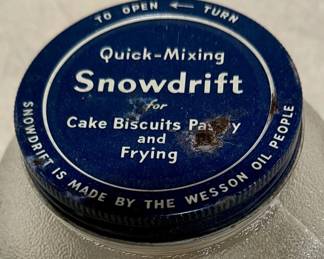 TO OPEN ← TURN
Quick-Mixing
Snowdrift
for
Cake Biscuits Pastry
and
Frying
SNOWDRIFT IS MADE BY THE WESSON OIL PEOPLE